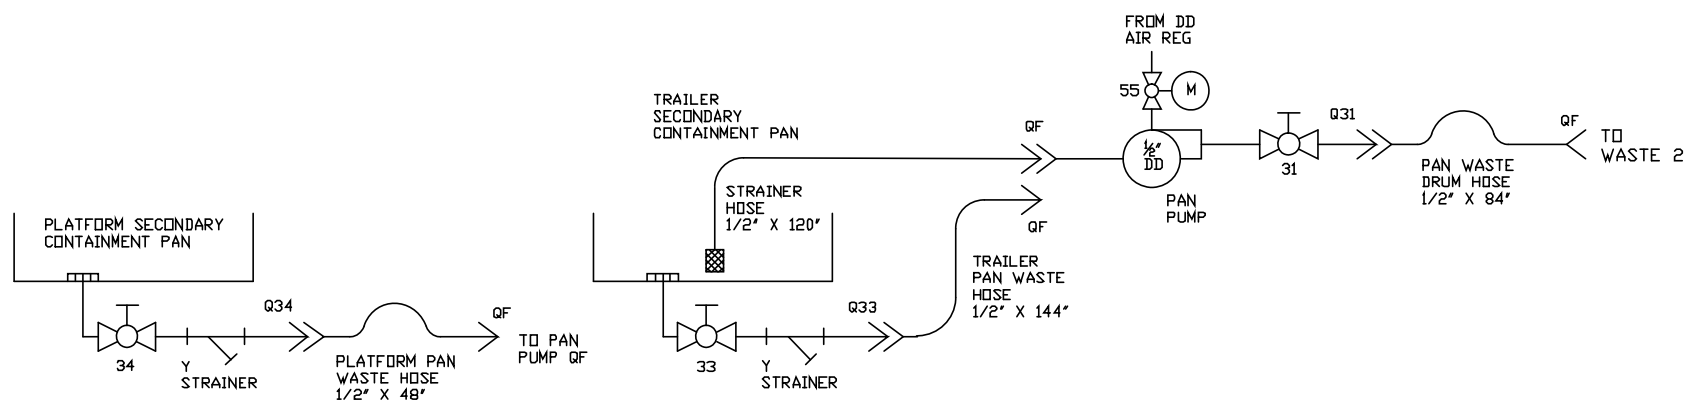 FROM DD
AIR REG
55
M
TRAILER
SECONDARY
CONTAINMENT PAN
QF
1/2"
DD
Q31
QF
TO
WASTE 2
31
PAN WASTE
DRUM HOSE
1/2" X 84"
STRAINER
HOSE
1/2" X 120"
PAN
PUMP
QF
PLATFORM SECONDARY
CONTAINMENT PAN
TRAILER
PAN WASTE
HOSE
1/2" X 144"
Q34
QF
Q33
34
Y
STRAINER
TO PAN
PUMP QF
PLATFORM PAN
WASTE HOSE
1/2" X 48"
33
Y
STRAINER